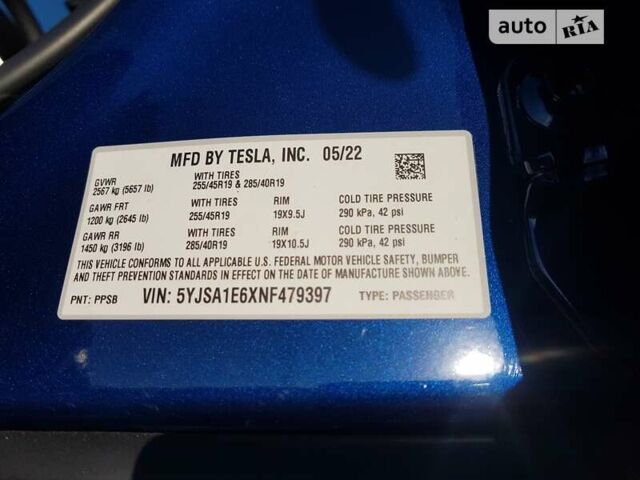 auto RIA
MFD BY TESLA, INC. 05/22
GVWR
2567 kg (5657 lb)
WITH TIRES
255/45R19 & 285/40R19
GAWR FRT
1200 kg (2645 lb)
WITH TIRES
255/45R19
RIM
19X9.5J
COLD TIRE PRESSURE
290 kPa, 42 psi
GAWR RR
1450 kg (3196 lb)
WITH TIRES
285/40R19
RIM
19X10.5J
COLD TIRE PRESSURE
290 kPa, 42 psi
THIS VEHICLE CONFORMS TO ALL APPLICABLE U.S. FEDERAL MOTOR VEHICLE SAFETY, BUMPER
AND THEFT PREVENTION STANDARDS IN EFFECT ON THE DATE OF MANUFACTURE SHOWN ABOVE.
PNT: PPSB VIN: 5YJSA1E6XNF479397 TYPE: PASSENGER